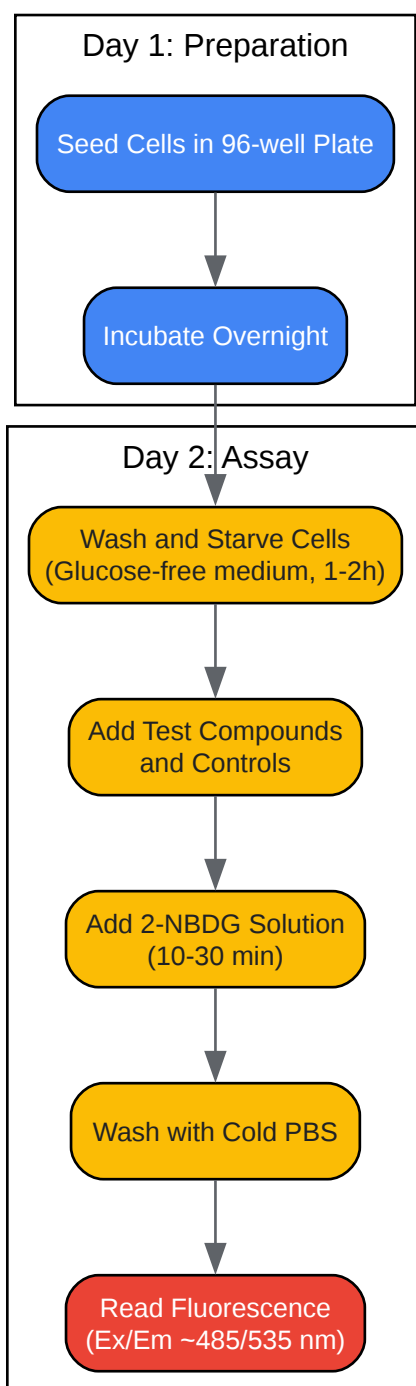 Day 1: Preparation
Seed Cells in 96-well Plate
Incubate Overnight
Day 2: Assay
Wash and Starve Cells
(Glucose-free medium, 1-2h)
Add Test Compounds
and Controls
Add 2-NBDG Solution
(10-30 min)
Wash with Cold PBS
Read Fluorescence
(Ex/Em ~485/535 nm)